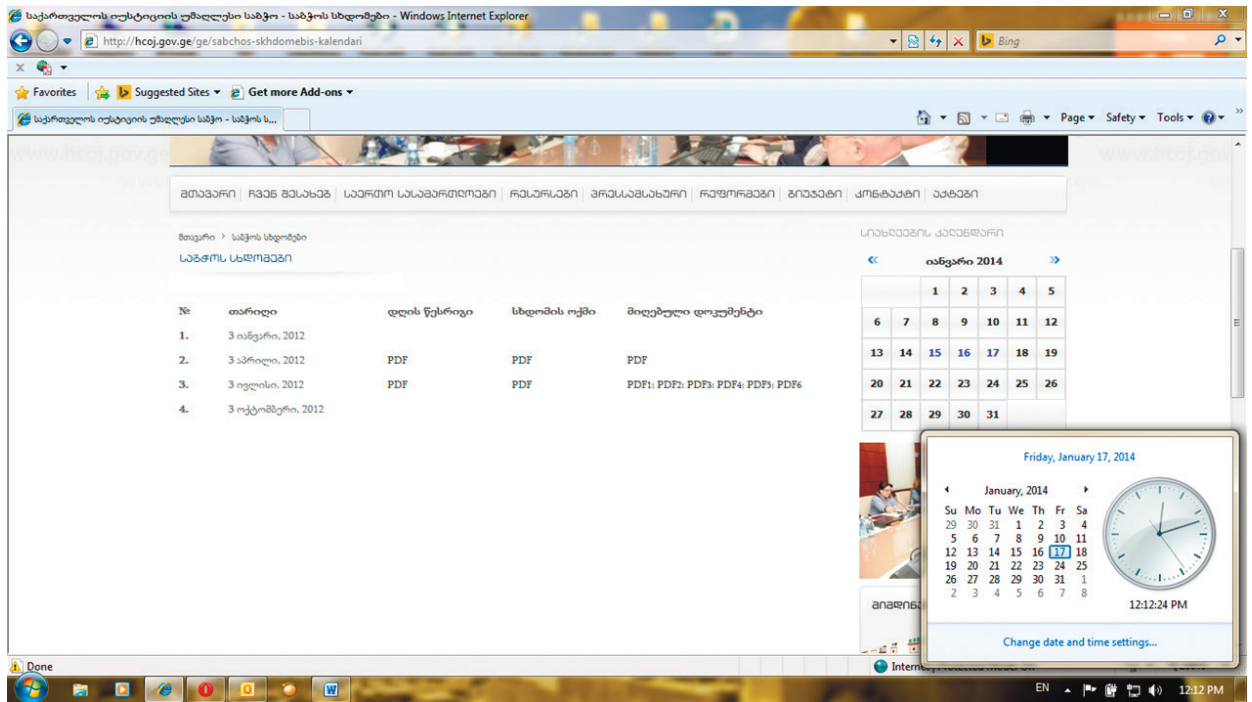 საქართველოს იუსტიციის უმაღლესი საბჭო - საბჭოს სხდომები - Windows Internet Explorer
http://hcoj.gov.ge/ge/sabchos-skhdomebis-kalendari
Bing
x
Favorites Suggested Sites Get more Add-ons
საქართველოს იუსტიციის უმაღლესი საბჭო - საბჭოს ს...
Page Safety Tools
www.hcoj.gov.ge
www.hcoj.gov
მთავარი ჩვენ შესახებ საერთო სასამართლოები რესურსები პრესსამსახური რეფორმები ბიუჯეტი კონტაქტი აქტები
მთავარი > საბჭოს სხდომები
საბჭოს სხდომები
№ თარიღი დღის წესრიგი სხდომის ოქმი მიღებული დოკუმენტი
1. 3 იანვარი, 2012
2. 3 აპრილი, 2012 PDF PDF PDF
3. 3 ივლისი, 2012 PDF PDF PDF1; PDF2; PDF3; PDF4; PDF5; PDF6
4. 3 ოქტომბერი, 2012
სიახლეების კალენდარი
« იანვარი 2014 »
1 2 3 4 5
6 7 8 9 10 11 12
13 14 15 16 17 18 19
20 21 22 23 24 25 26
27 28 29 30 31
Friday, January 17, 2014
January, 2014
Su Mo Tu We Th Fr Sa
29 30 31 1 2 3 4
5 6 7 8 9 10 11
12 13 14 15 16 17 18
19 20 21 22 23 24 25
26 27 28 29 30 31 1
2 3 4 5 6 7 8
12:12:24 PM
Change date and time settings...
Done
EN 12:12 PM